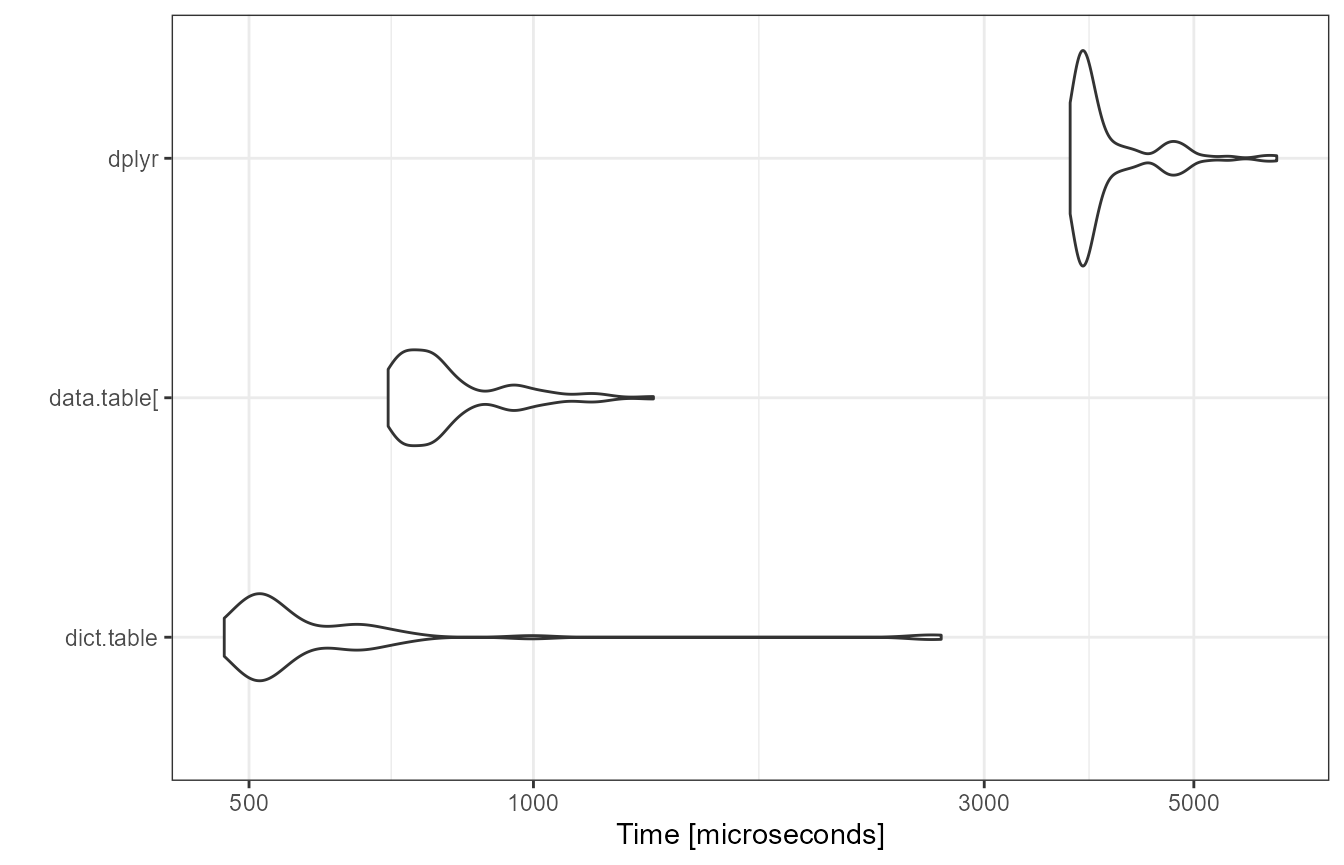 dplyr
data.table[
dict.table
500 1000 3000 5000
Time [microseconds]